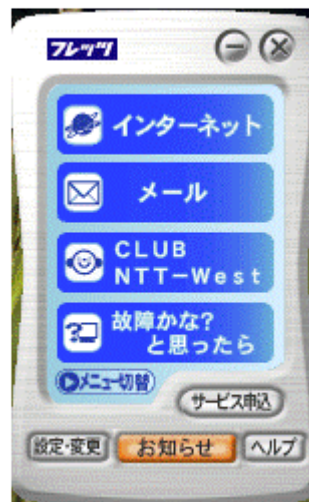 フレッツ
インターネット
メール
CLUB
NTT-West
故障かな?
と思ったら
メニュー切替
サービス申込
設定・変更 お知らせ ヘルプ